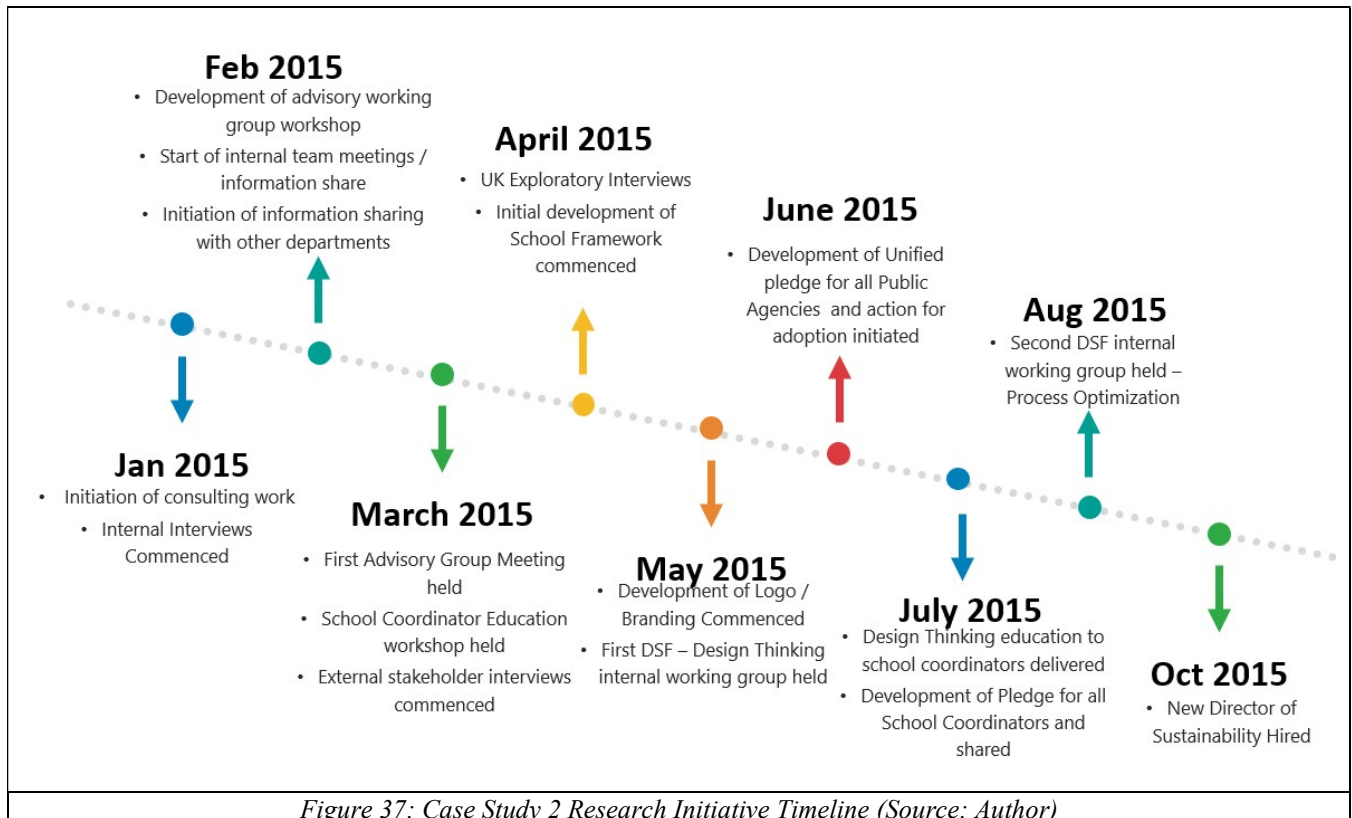 Feb 2015
• Development of advisory working
group workshop
• Start of internal team meetings /
information share
• Initiation of information sharing
with other departments
April 2015
• UK Exploratory Interviews
• Initial development of
School Framework
commenced
June 2015
• Development of Unified
pledge for all Public
Agencies and action for
adoption initiated
Aug 2015
• Second DSF internal
working group held –
Process Optimization
Jan 2015
• Initiation of consulting work
• Internal Interviews
Commenced
March 2015
• First Advisory Group Meeting
held
• School Coordinator Education
workshop held
• External stakeholder interviews
commenced
May 2015
• Development of Logo /
Branding Commenced
• First DSF – Design Thinking
internal working group held
July 2015
• Design Thinking education to
school coordinators delivered
• Development of Pledge for all
School Coordinators and
shared
Oct 2015
• New Director of
Sustainability Hired
Figure 37: Case Study 2 Research Initiative Timeline (Source: Author)